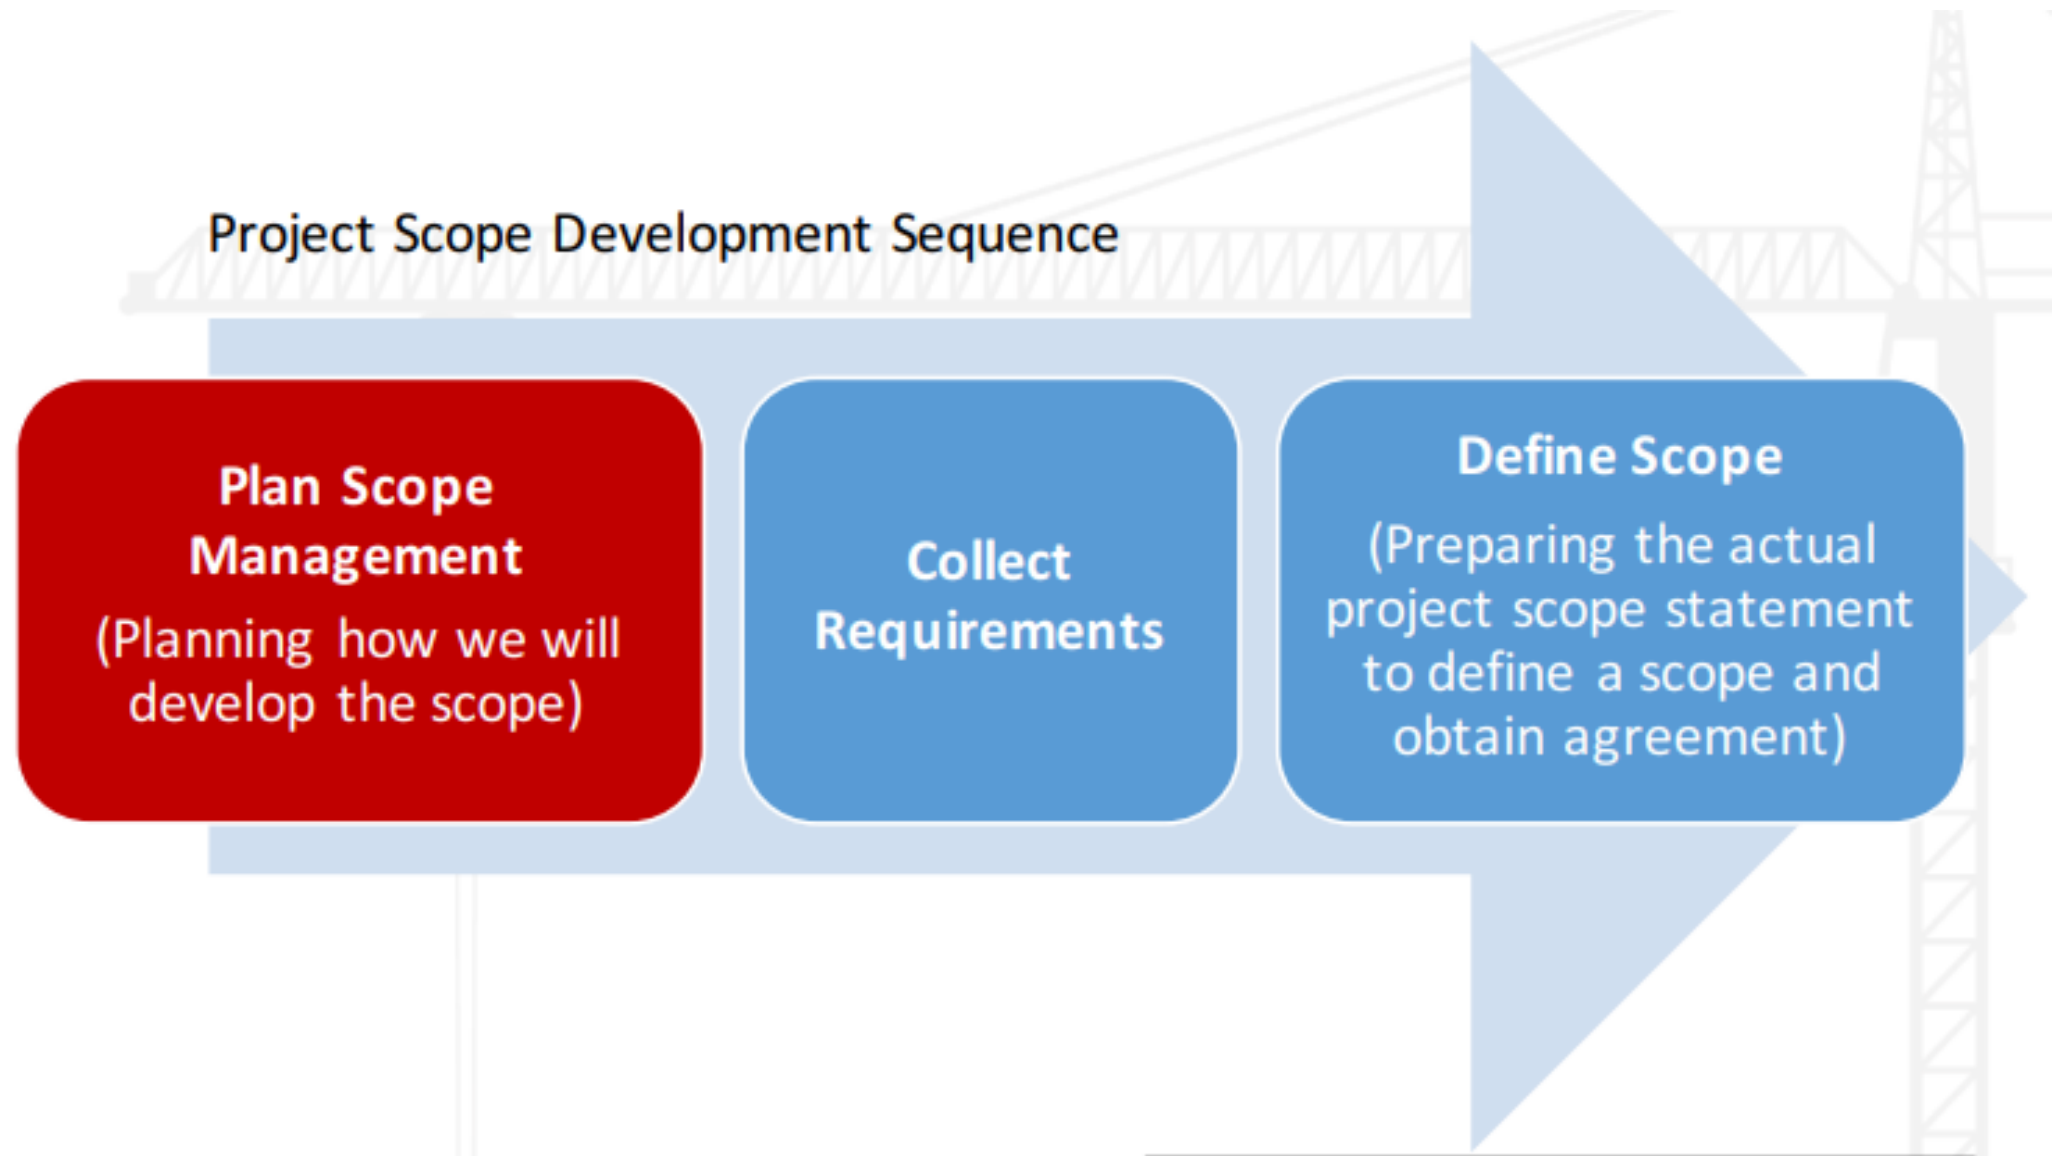 Project Scope Development Sequence
Plan Scope
Management
(Planning how we will
develop the scope)
Collect
Requirements
Define Scope
(Preparing the actual
project scope statement
to define a scope and
obtain agreement)